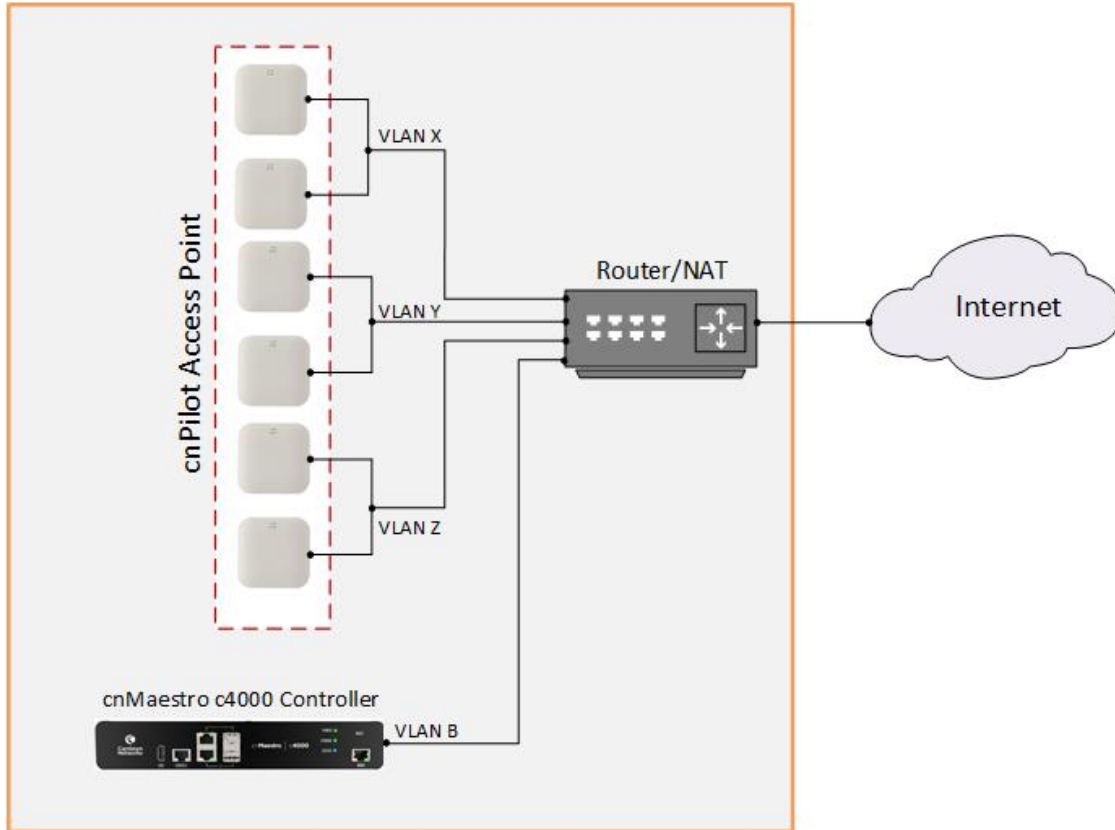 VLAN X
cnPilot Access Point
VLAN Y
VLAN Z
Router/NAT
Internet
cnMaestro c4000 Controller
VLAN B